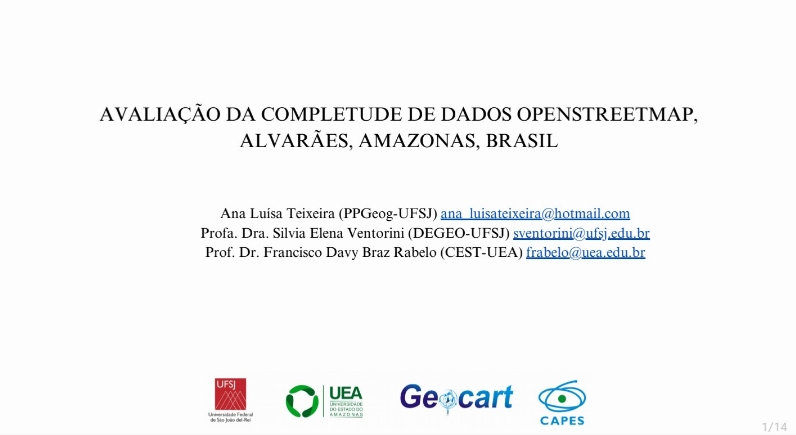 AVALIAÇÃO DA COMPLETUDE DE DADOS OPENSTREETMAP,
ALVARÃES, AMAZONAS, BRASIL
Ana Luísa Teixeira (PPGeog-UFSJ) ana_luisateixeira@hotmail.com
Profa. Dra. Silvia Elena Ventorini (DEGEO-UFSJ) sventorini@ufsj.edu.br
Prof. Dr. Francisco Davy Braz Rabelo (CEST-UEA) frabelo@uea.edu.br
UFSJ
Universidade Federal
de São João del-Rei
UEA
UNIVERSIDADE
DO ESTADO DO
AMAZONAS
Geocart
CAPES
1/14